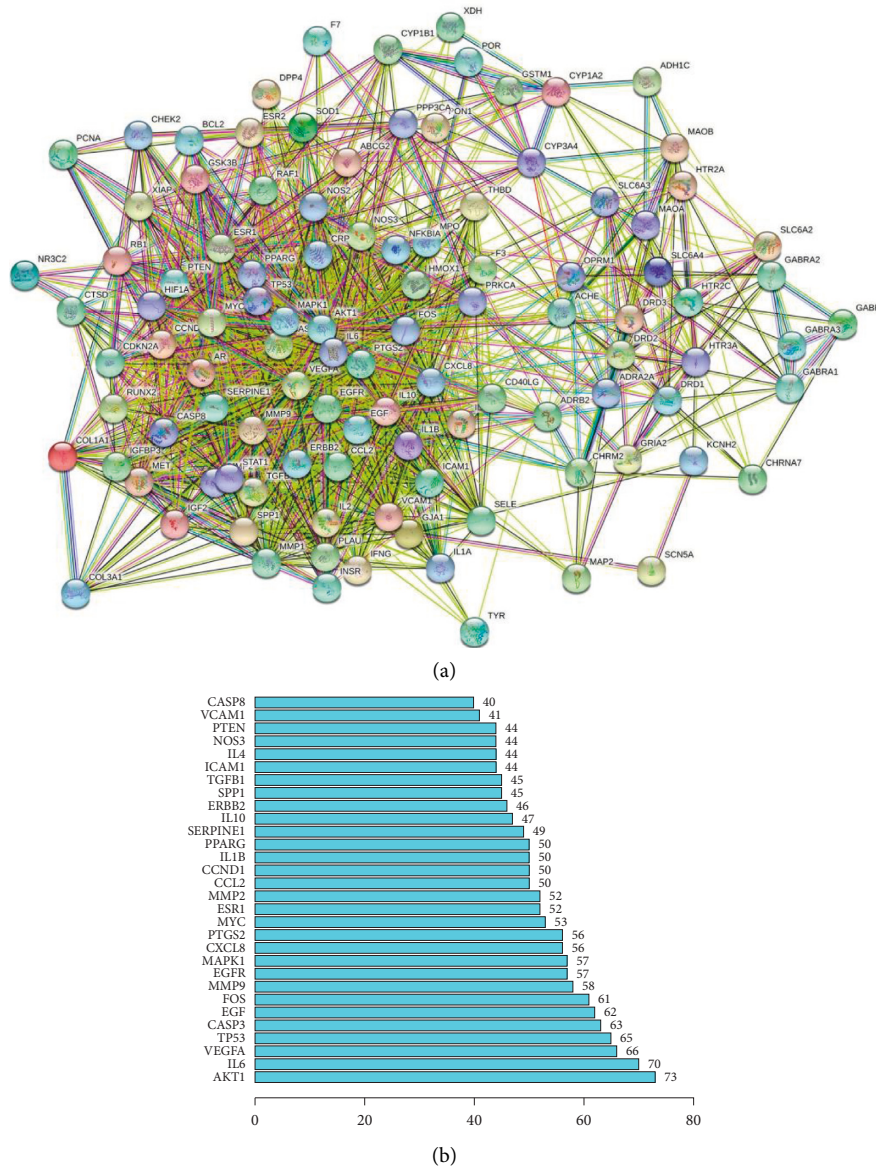 XDH
F7
CYP1B1
POR
GSTM1
CYP1A2
ADH1C
DPP4
ESR2
SOD1
PPP3CA
PON1
CHEK2
BCL2
PCNA
GSK3B
ABCG2
CYP3A4
MAOB
HTR2A
RAF1
XIAP
NOS2
THBD
SLC6A3
MAOA
SLC6A2
NOS3
ESR1
RB1
CRP
NFKBIA
MPO
F3
NR3C2
PTEN
PPARG
HMOX1
OPRM1
SLC6A4
GABRA2
HIF1A
TP53
PRKCA
CTSD
MYC
MAPK1
AKT1
FOS
ACHE
DRD3
HTR2C
CCND
IL6
GABRA3
CDKN2A
PTGS2
DRD2
HTR3A
AR
VEGFA
CXCL8
GABRA1
RUNX2
SERPINE1
EGFR
IL10
CD40LG
ADRA2A
DRD1
CASP8
MMP9
EGF
ADRB2
COL1A1
IL1B
IGFBP3
ERBB2
CCL2
KCNH2
MET
STAT1
TGFB
ICAM1
CHRM2
GRIA2
CHRNA7
IGF2
SPP1
IL2
VCAM1
GJA1
SELE
MMP1
PLAU
IFNG
IL1A
COL3A1
INSR
MAP2
SCN5A
TYR
(a)
CASP8 40
VCAM1 41
PTEN 44
NOS3 44
IL4 44
ICAM1 44
TGFB1 45
SPP1 45
ERBB2 46
IL10 47
SERPINE1 49
PPARG 50
IL1B 50
CCND1 50
CCL2 50
MMP2 52
ESR1 52
MYC 53
PTGS2 56
CXCL8 56
MAPK1 57
EGFR 57
MMP9 58
FOS 61
EGF 62
CASP3 63
TP53 65
VEGFA 66
IL6 70
AKT1 73
0 20 40 60 80
(b)